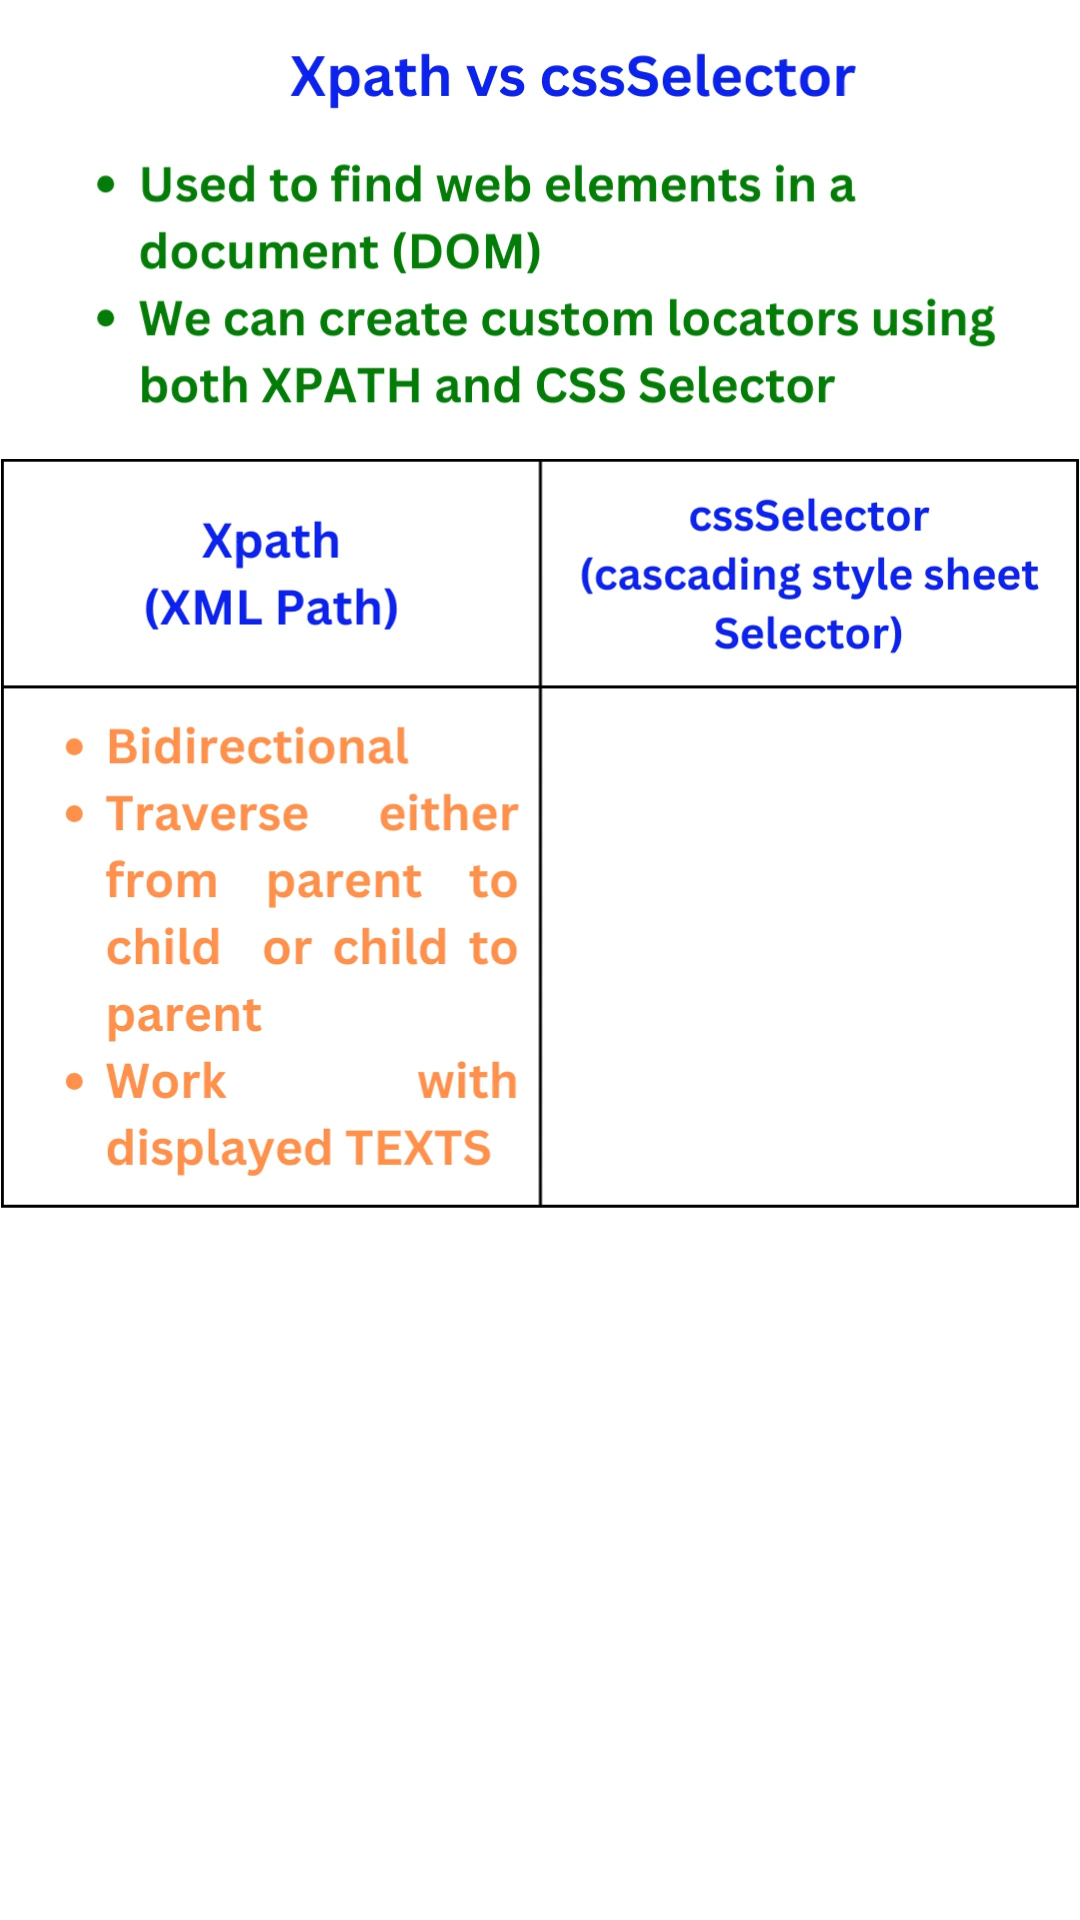 Xpath vs cssSelector
• Used to find web elements in a
document (DOM)
• We can create custom locators using
both XPATH and CSS Selector
Xpath
(XML Path)
cssSelector
(cascading style sheet
Selector)
• Bidirectional
• Traverse either
from parent to
child or child to
parent
• Work with
displayed TEXTS